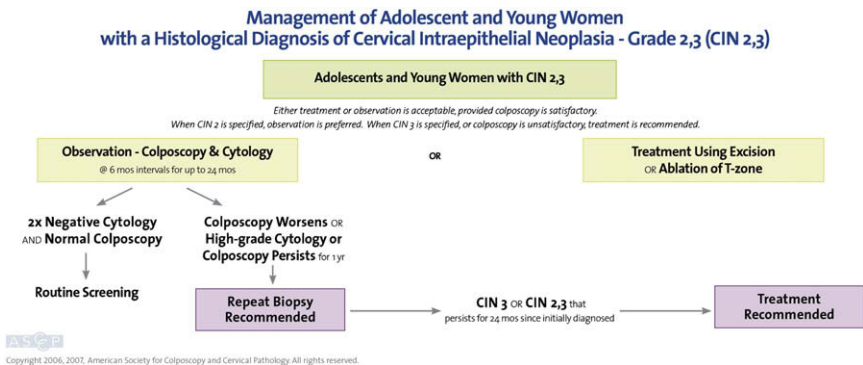 Management of Adolescent and Young Women
with a Histological Diagnosis of Cervical Intraepithelial Neoplasia - Grade 2,3 (CIN 2,3)
Adolescents and Young Women with CIN 2,3
Either treatment or observation is acceptable, provided colposcopy is satisfactory.
When CIN 2 is specified, observation is preferred. When CIN 3 is specified, or colposcopy is unsatisfactory, treatment is recommended.
Observation - Colposcopy & Cytology
@ 6 mos intervals for up to 24 mos
OR
Treatment Using Excision
OR Ablation of T-zone
2x Negative Cytology
AND Normal Colposcopy
Colposcopy Worsens OR
High-grade Cytology or
Colposcopy Persists for 1 yr
Routine Screening
Repeat Biopsy
Recommended
CIN 3 OR CIN 2,3 that
persists for 24 mos since initially diagnosed
Treatment
Recommended
ASCCP
Copyright 2006, 2007, American Society for Colposcopy and Cervical Pathology. All rights reserved.